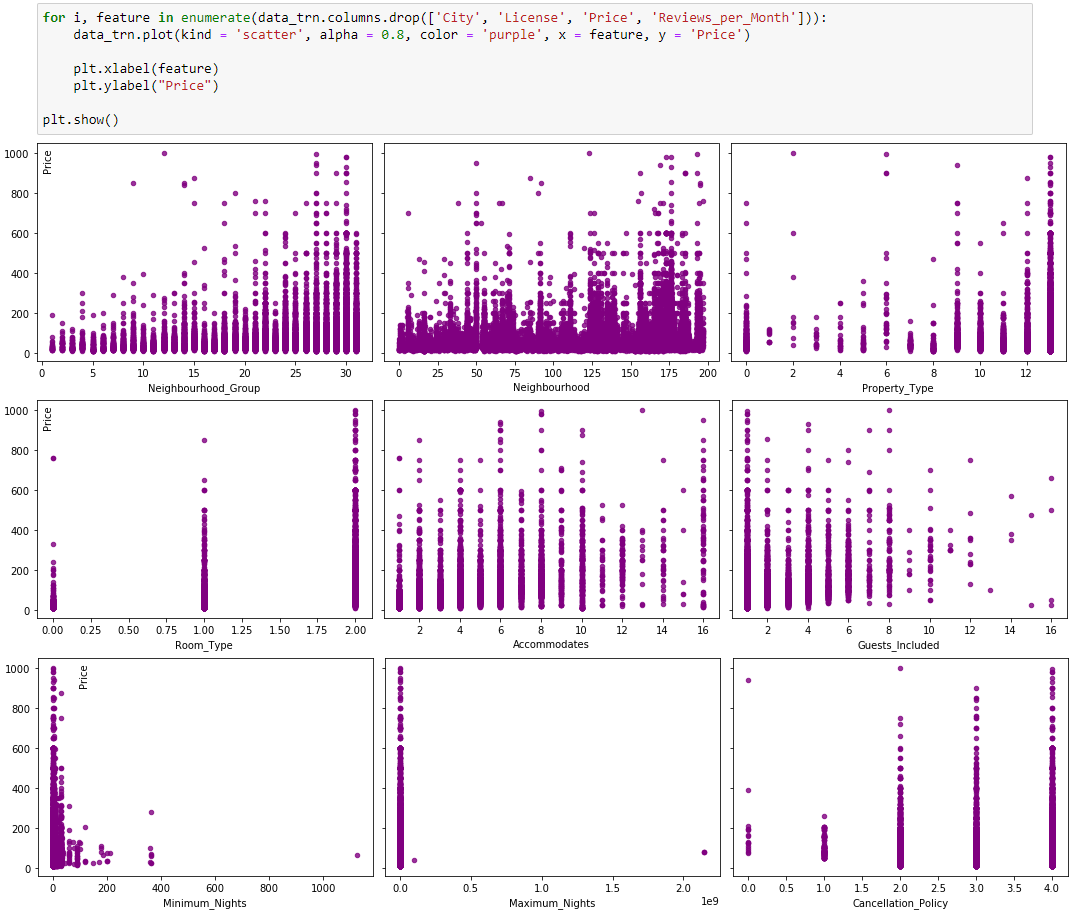 for i, feature in enumerate(data_trn.columns.drop(['City', 'License', 'Price', 'Reviews_per_Month'])):
    data_trn.plot(kind = 'scatter', alpha = 0.8, color = 'purple', x = feature, y = 'Price')
    plt.xlabel(feature)
    plt.ylabel("Price")
plt.show()
Price
1000
800
600
400
200
0
0 5 10 15 20 25 30
0 25 50 75 100 125 150 175 200
0 2 4 6 8 10 12
Neighbourhood_Group
Neighbourhood
Property_Type
Price
1000
800
600
400
200
0
0.00 0.25 0.50 0.75 1.00 1.25 1.50 1.75 2.00
2 4 6 8 10 12 14 16
2 4 6 8 10 12 14 16
Room_Type
Accommodates
Guests_Included
Price
1000
800
600
400
200
0
0 200 400 600 800 1000
0.0 0.5 1.0 1.5 2.0
1e9
0.0 0.5 1.0 1.5 2.0 2.5 3.0 3.5 4.0
Minimum_Nights
Maximum_Nights
Cancellation_Policy